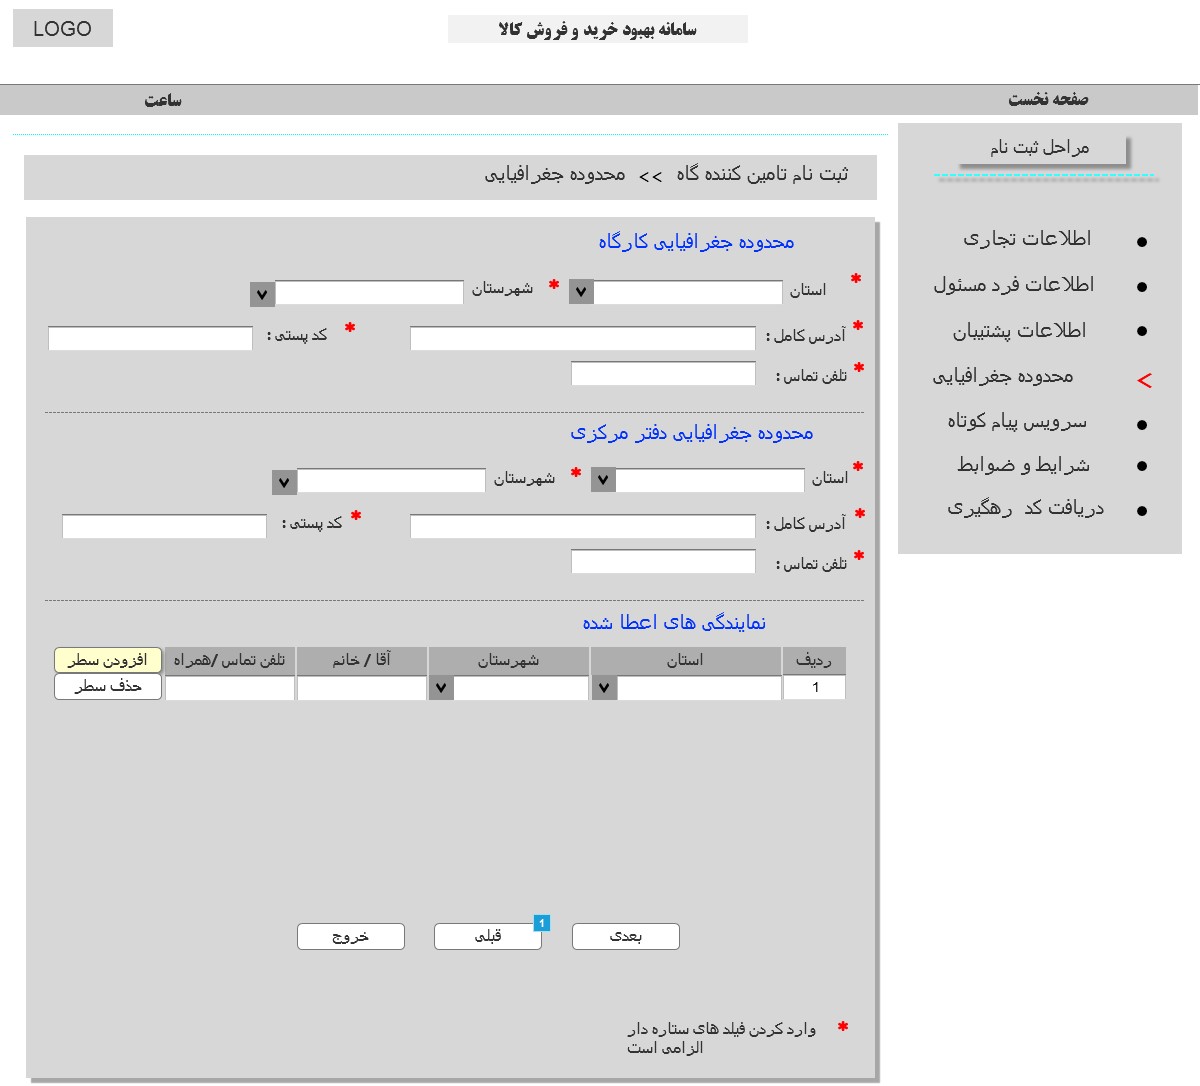 LOGO
سامانه بهبود خرید و فروش کالا
صفحه نخست
ساعت
مراحل ثبت نام
اطلاعات تجاری
اطلاعات فرد مسئول
اطلاعات پشتیبان
> محدوده جغرافیایی
سرویس پیام کوتاه
شرایط و ضوابط
دریافت کد رهگیری
ثبت نام تامین کننده گاه >> محدوده جغرافیایی
محدوده جغرافیایی کارگاه
* استان * شهرستان
* آدرس کامل : * کد پستی :
* تلفن تماس :
محدوده جغرافیایی دفتر مرکزی
* استان * شهرستان
* آدرس کامل : * کد پستی :
* تلفن تماس :
نمایندگی های اعطا شده
ردیف استان شهرستان آقا / خانم تلفن تماس /همراه افزودن سطر
1 حذف سطر
بعدی قبلی 1 خروج
* وارد کردن فیلد های ستاره دار
الزامی است